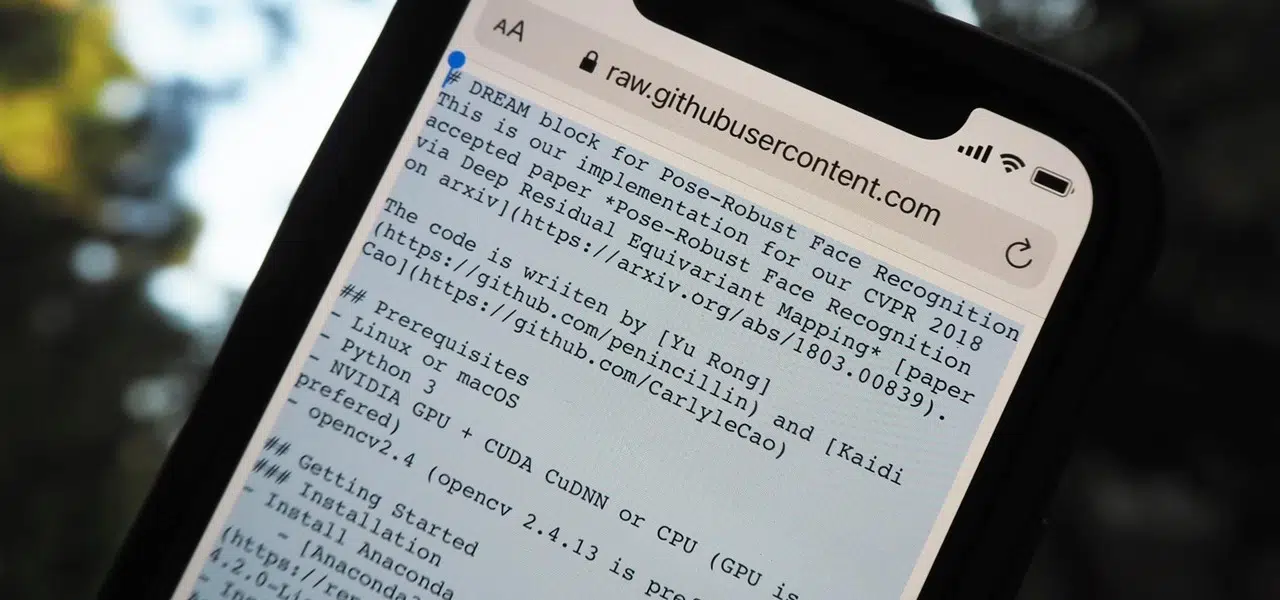 AA raw.githubusercontent.com
# DREAM block for Pose-Robust Face Recognition
This is our implementation for our CVPR 2018
accepted paper *Pose-Robust Face Recognition
via Deep Residual Equivariant Mapping* [paper
on arxiv](https://arxiv.org/abs/1803.00839).
The code is wriiten by [Yu Rong]
(https://github.com/penincillin) and [Kaidi
Cao](https://github.com/CarlyleCao)
## Prerequisites
- Linux or macOS
- Python 3
- NVIDIA GPU + CUDA CuDNN or CPU (GPU is
prefered)
- opencv2.4 (opencv 2.4.13 is
## Getting Started
### Installation
- Install Anaconda
- [Anaconda
(https://
4.2.0-